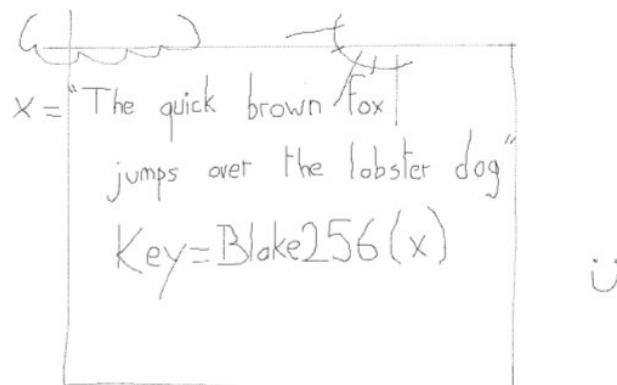 x = "The quick brown fox
jumps over the lobster dog"
Key=Blake256(x)